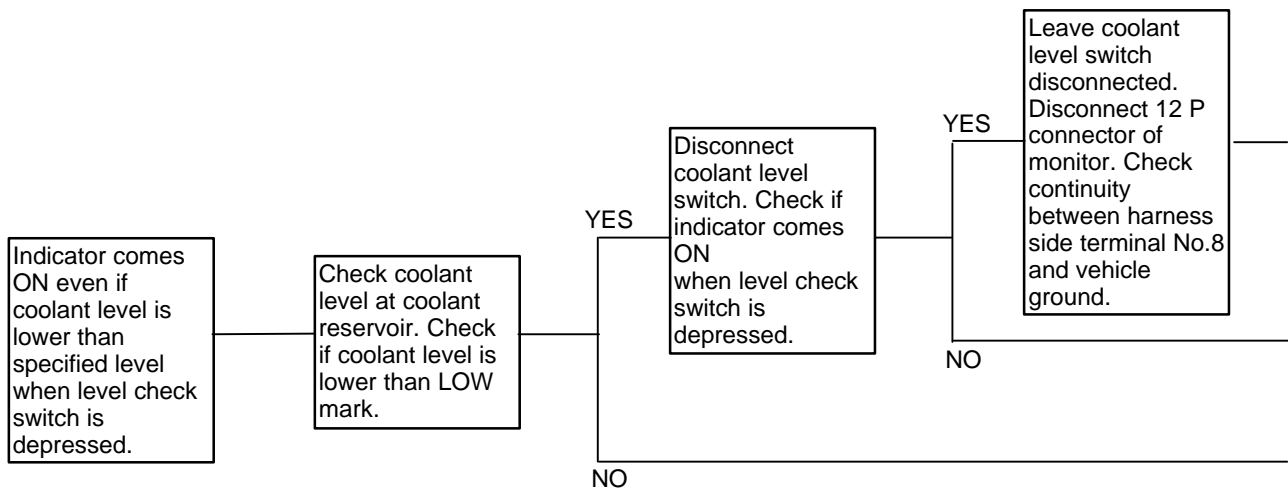 Indicator comes
ON even if
coolant level is
lower than
specified level
when level check
switch is
depressed.
Check coolant
level at coolant
reservoir. Check
if coolant level is
lower than LOW
mark.
YES
NO
Disconnect
coolant level
switch. Check if
indicator comes
ON
when level check
switch is
depressed.
YES
NO
Leave coolant
level switch
disconnected.
Disconnect 12 P
connector of
monitor. Check
continuity
between harness
side terminal No.8
and vehicle
ground.